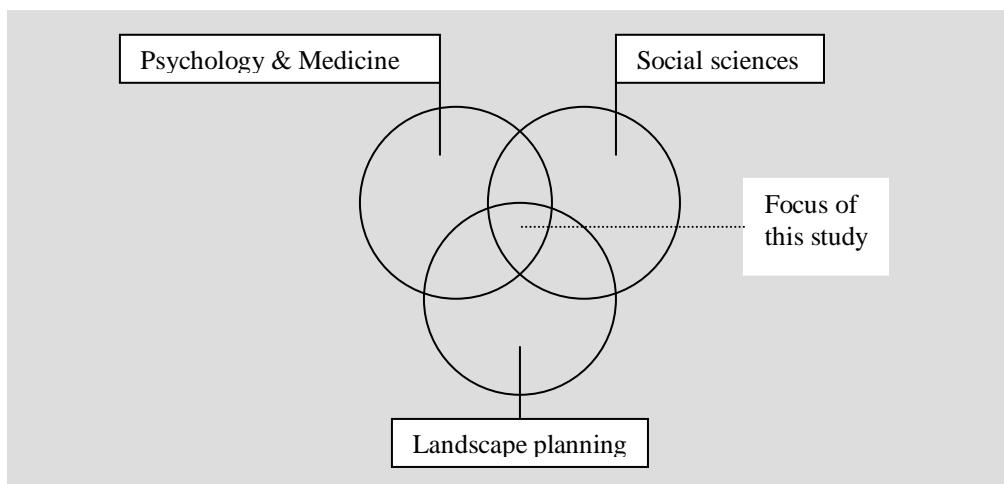 Psychology & Medicine
Social sciences
Focus of
this study
Landscape planning